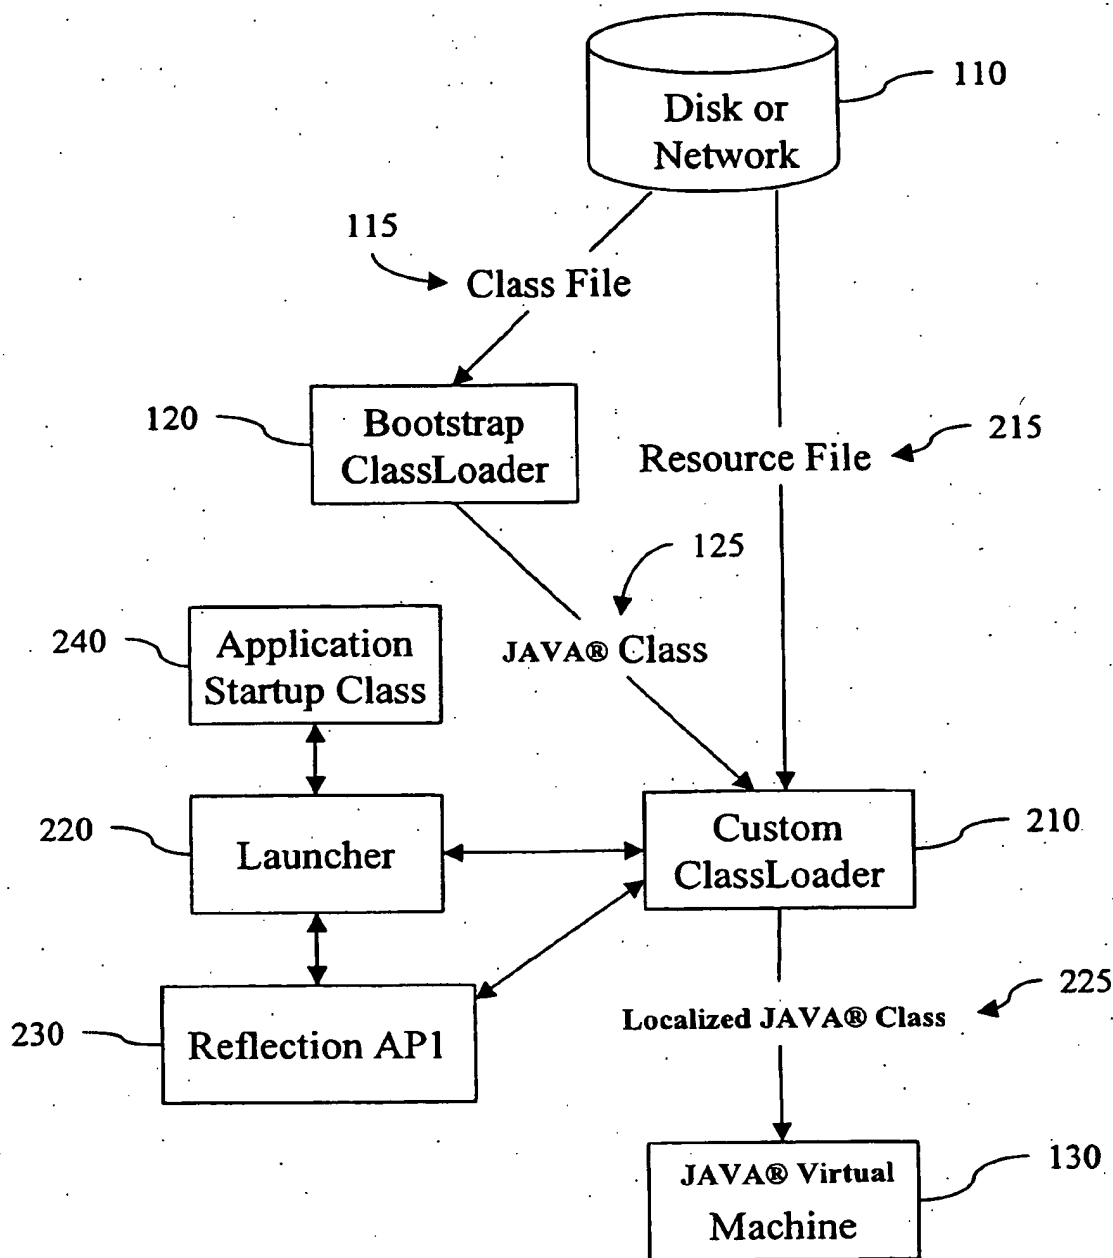 Disk or
Network
110
115
Class File
120
Bootstrap
ClassLoader
Resource File
215
125
240
Application
Startup Class
JAVA® Class
220
Launcher
Custom
ClassLoader
210
225
Localized JAVA® Class
230
Reflection AP1
JAVA® Virtual
Machine
130